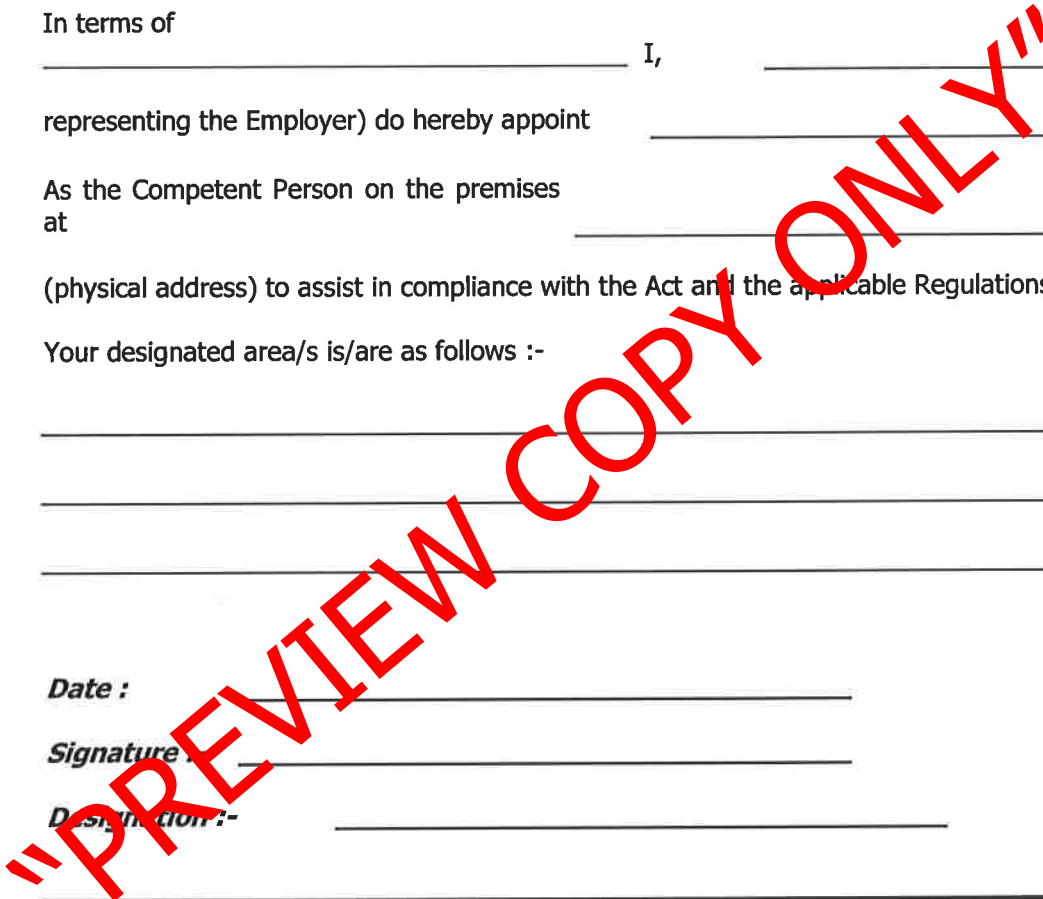 In terms of
I,
representing the Employer) do hereby appoint
As the Competent Person on the premises
at
(physical address) to assist in compliance with the Act and the applicable Regulations
Your designated area/s is/are as follows :-
Date :
Signature :-
Designation :-
"PREVIEW COPY ONLY"